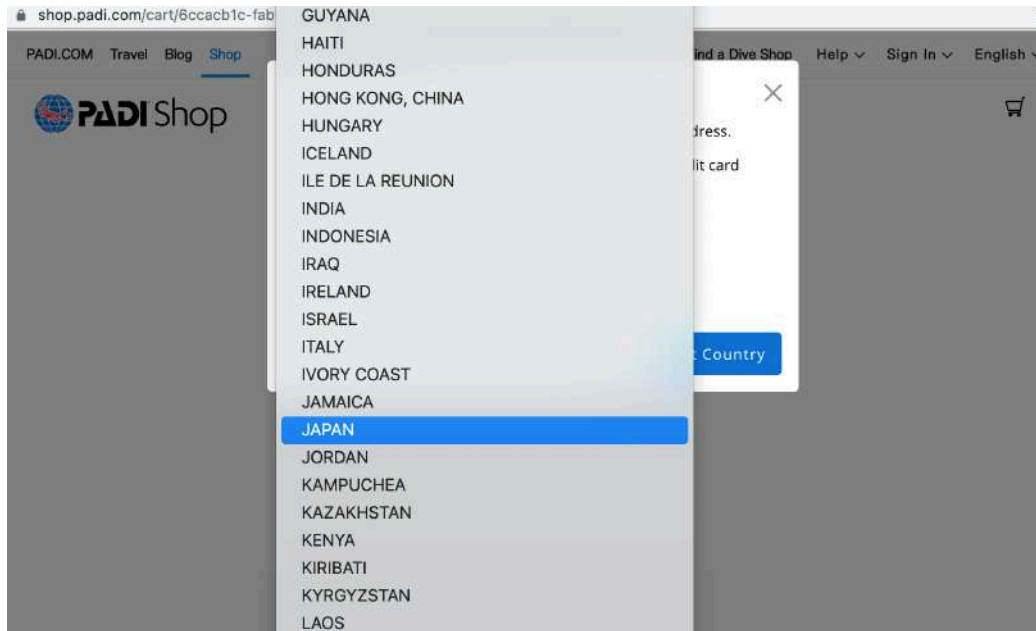 shop.padi.com/cart/6ccacb1c-fab
PADI.COM Travel Blog Shop
ind a Dive Shop Help Sign In English
PADI Shop
GUYANA
HAITI
HONDURAS
HONG KONG, CHINA
HUNGARY
ICELAND
ILE DE LA REUNION
INDIA
INDONESIA
IRAQ
IRELAND
ISRAEL
ITALY
IVORY COAST
JAMAICA
JAPAN
JORDAN
KAMPUCHEA
KAZAKHSTAN
KENYA
KIRIBATI
KYRGYZSTAN
LAOS
dress.
lit card
t Country